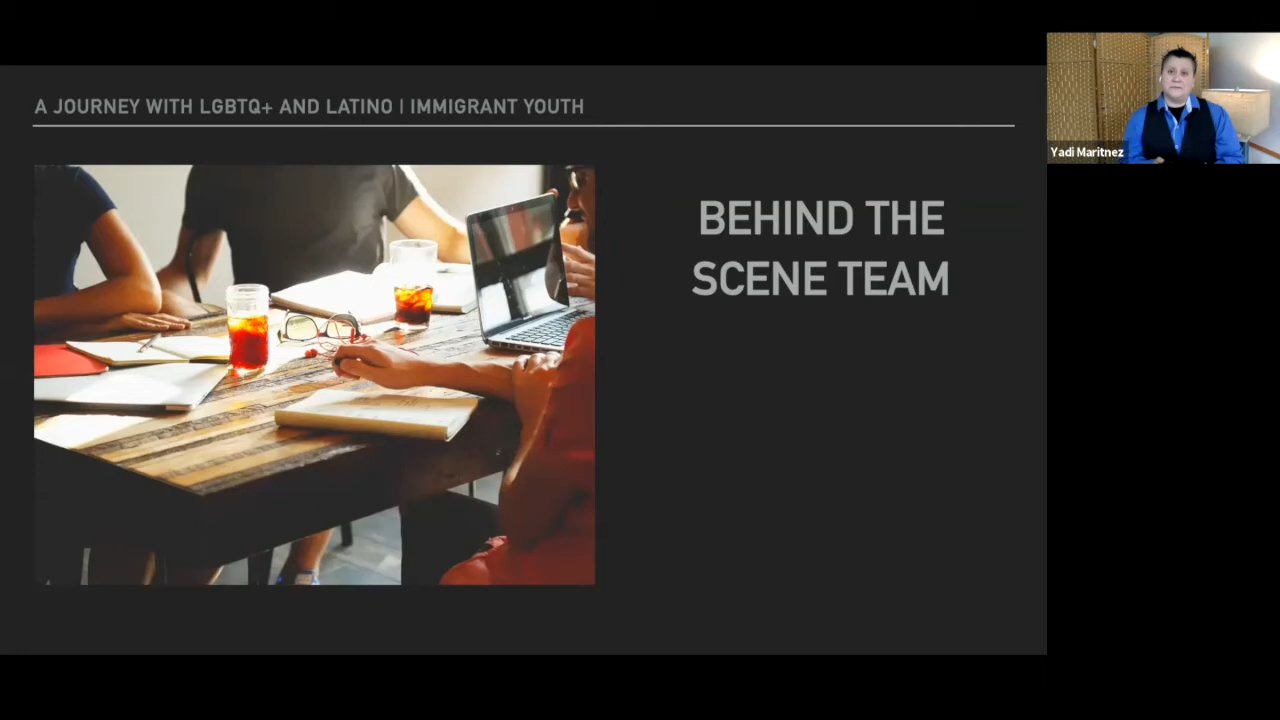 A JOURNEY WITH LGBTQ+ AND LATINO | IMMIGRANT YOUTH
BEHIND THE
SCENE TEAM
Yadi Maritnez